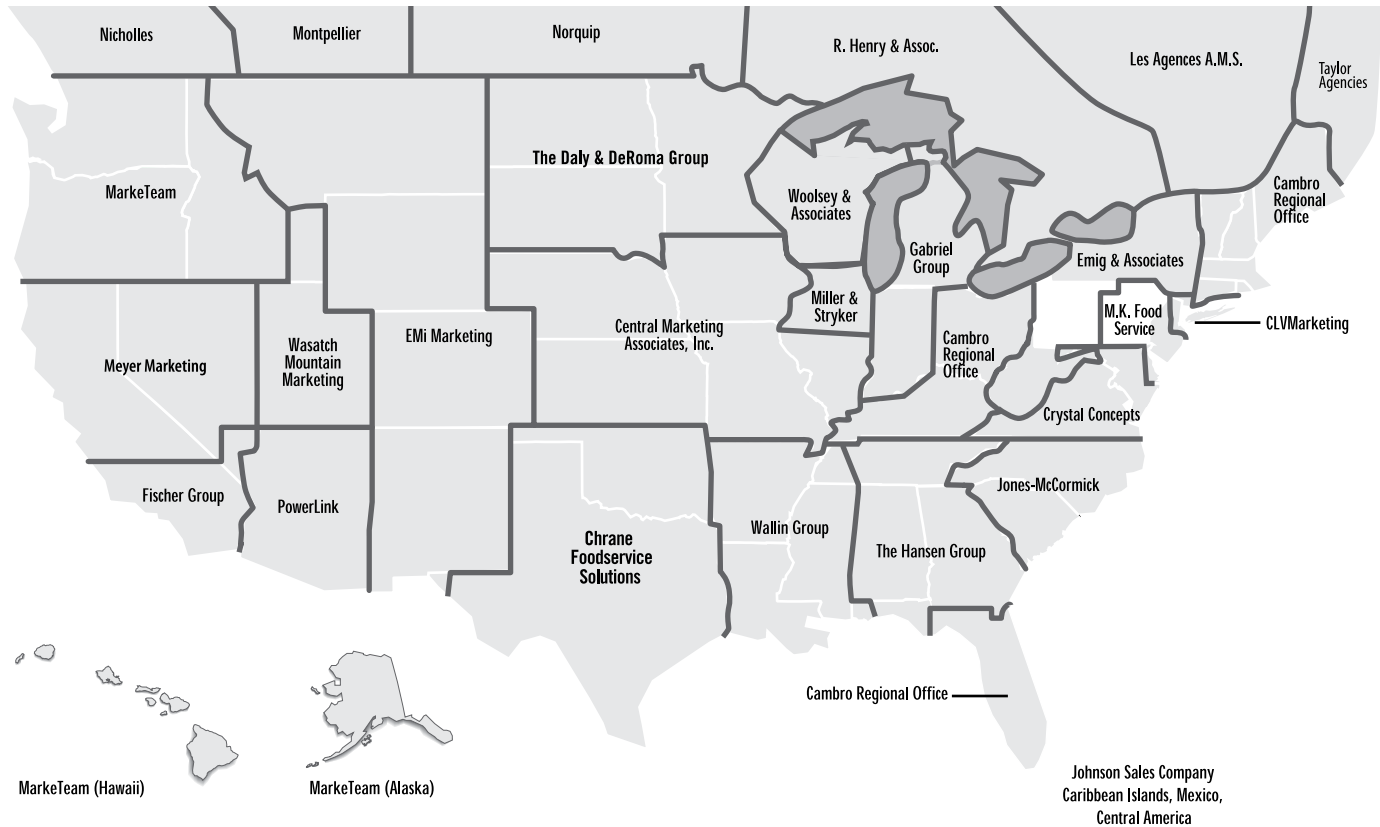 Nicholles
Montpellier
Norquip
R. Henry & Assoc.
Les Agences A.M.S.
Taylor
Agencies
The Daly & DeRoma Group
MarkeTeam
Woolsey &
Associates
Cambro
Regional
Office
Gabriel
Group
Emig & Associates
Miller &
Stryker
M.K. Food
Service
CLVMarketing
Central Marketing
Associates, Inc.
EMi Marketing
Wasatch
Mountain
Marketing
Meyer Marketing
Cambro
Regional
Office
Crystal Concepts
Fischer Group
PowerLink
Jones-McCormick
Wallin Group
Chrane
Foodservice
Solutions
The Hansen Group
Cambro Regional Office
MarkeTeam (Hawaii)
MarkeTeam (Alaska)
Johnson Sales Company
Caribbean Islands, Mexico,
Central America